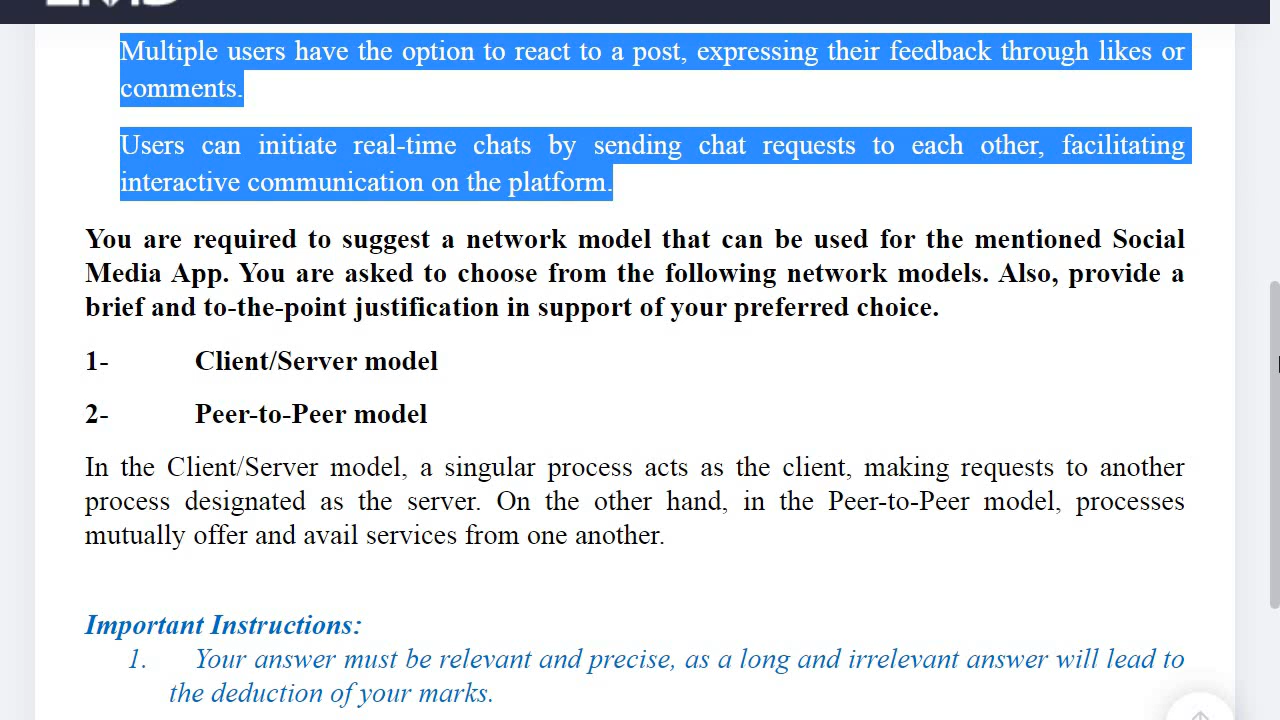 Multiple users have the option to react to a post, expressing their feedback through likes or
comments.
Users can initiate real-time chats by sending chat requests to each other, facilitating
interactive communication on the platform.
You are required to suggest a network model that can be used for the mentioned Social
Media App. You are asked to choose from the following network models. Also, provide a
brief and to-the-point justification in support of your preferred choice.
1- Client/Server model
2- Peer-to-Peer model
In the Client/Server model, a singular process acts as the client, making requests to another
process designated as the server. On the other hand, in the Peer-to-Peer model, processes
mutually offer and avail services from one another.
Important Instructions:
1. Your answer must be relevant and precise, as a long and irrelevant answer will lead to
the deduction of your marks.